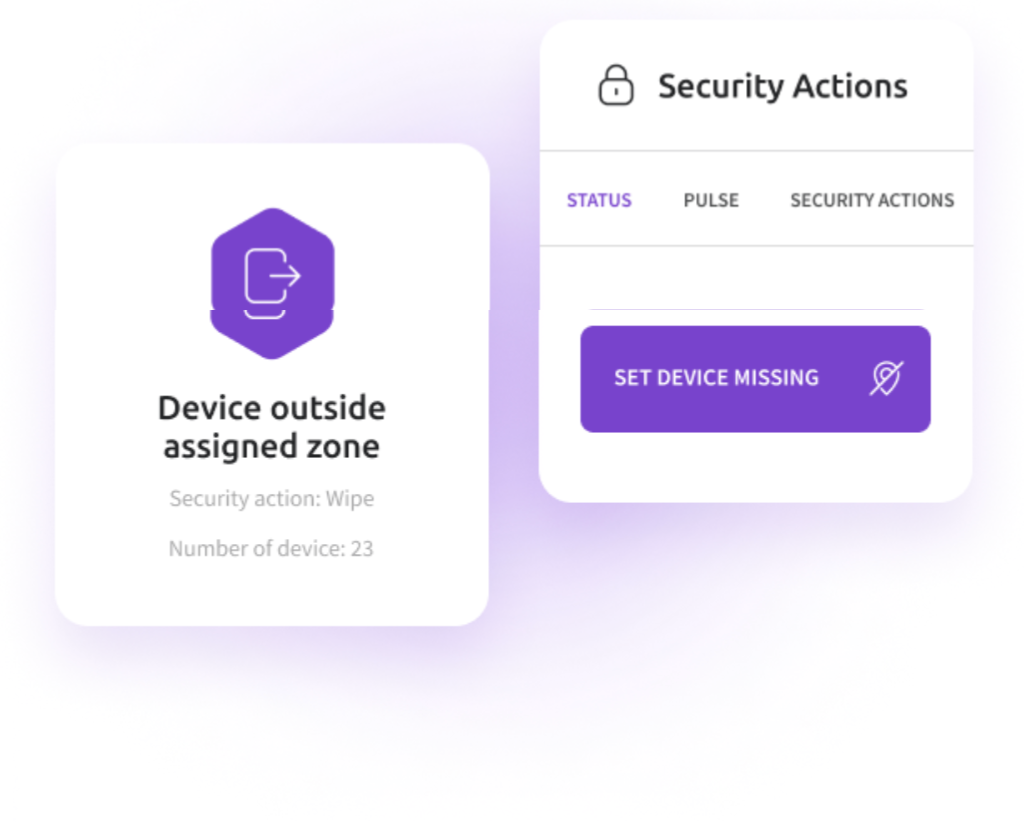 Security Actions
STATUS PULSE SECURITY ACTIONS
SET DEVICE MISSING
Device outside
assigned zone
Security action: Wipe
Number of device: 23